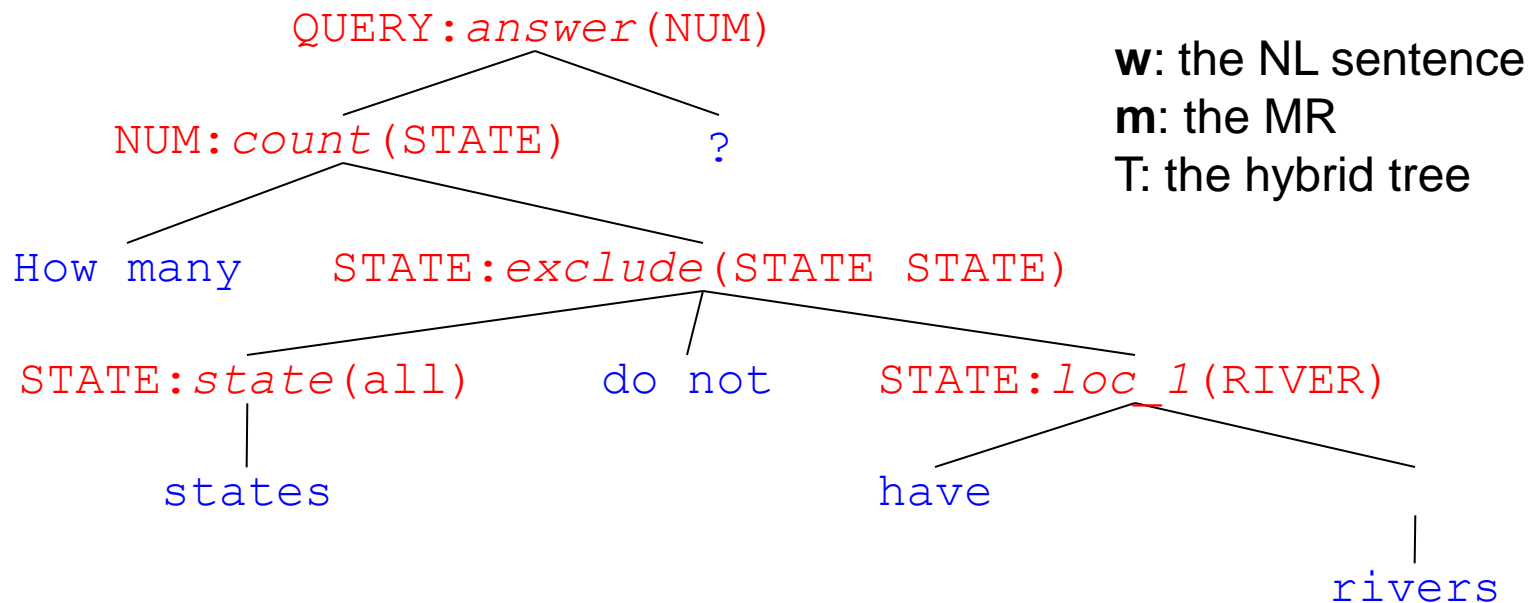 QUERY:answer(NUM)
w: the NL sentence
m: the MR
T: the hybrid tree
NUM:count(STATE) ?
How many STATE:exclude(STATE STATE)
STATE:state(all) do not STATE:loc_1(RIVER)
states have
rivers